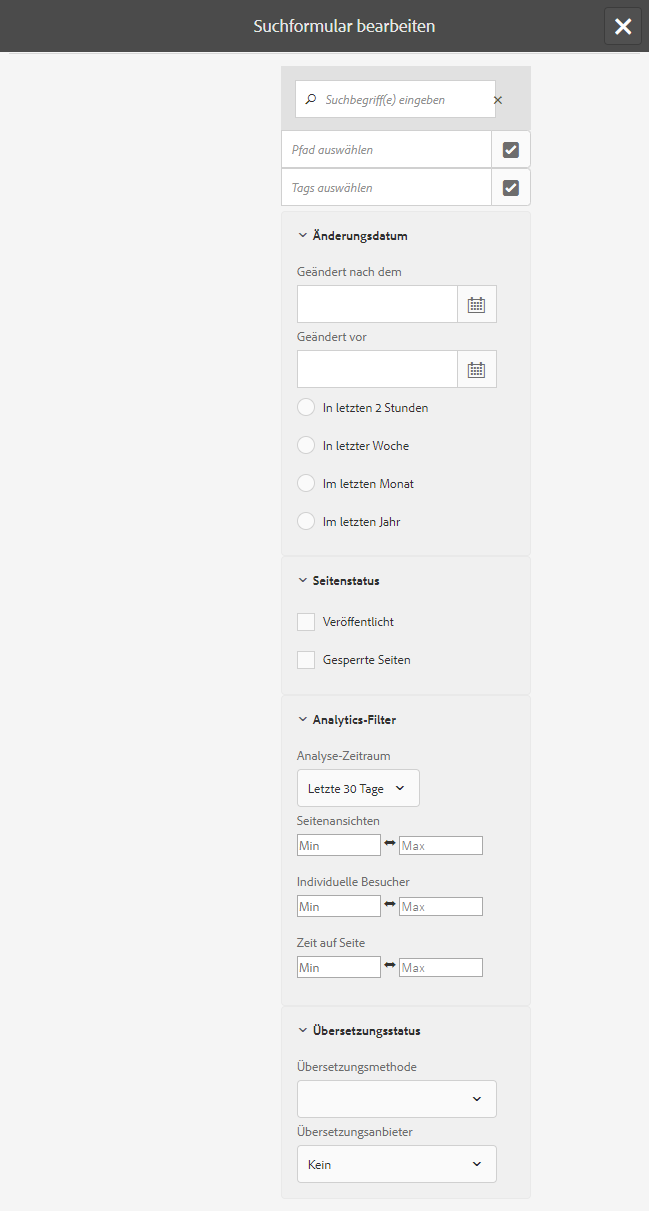 Suchformular bearbeiten
Suchbegriff(e) eingeben
Pfad auswählen
Tags auswählen
Änderungsdatum
Geändert nach dem
Geändert vor
In letzten 2 Stunden
In letzter Woche
Im letzten Monat
Im letzten Jahr
Seitenstatus
Veröffentlicht
Gesperrte Seiten
Analytics-Filter
Analyse-Zeitraum
Letzte 30 Tage
Seitenansichten
Min Max
Individuelle Besucher
Min Max
Zeit auf Seite
Min Max
Übersetzungsstatus
Übersetzungsmethode
Übersetzungsanbieter
Kein